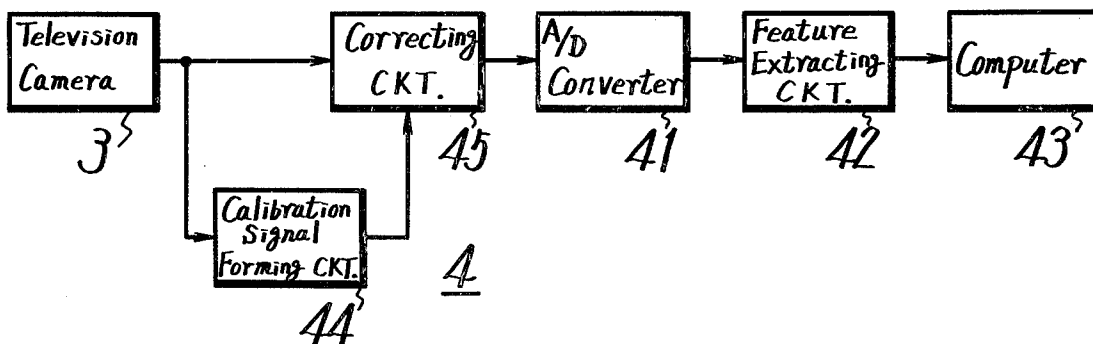 Television
Camera
3
Correcting
CKT.
45
A/D
Converter
41
Feature
Extracting
CKT.
42
Computer
43
Calibration
Signal
Forming CKT.
44
4